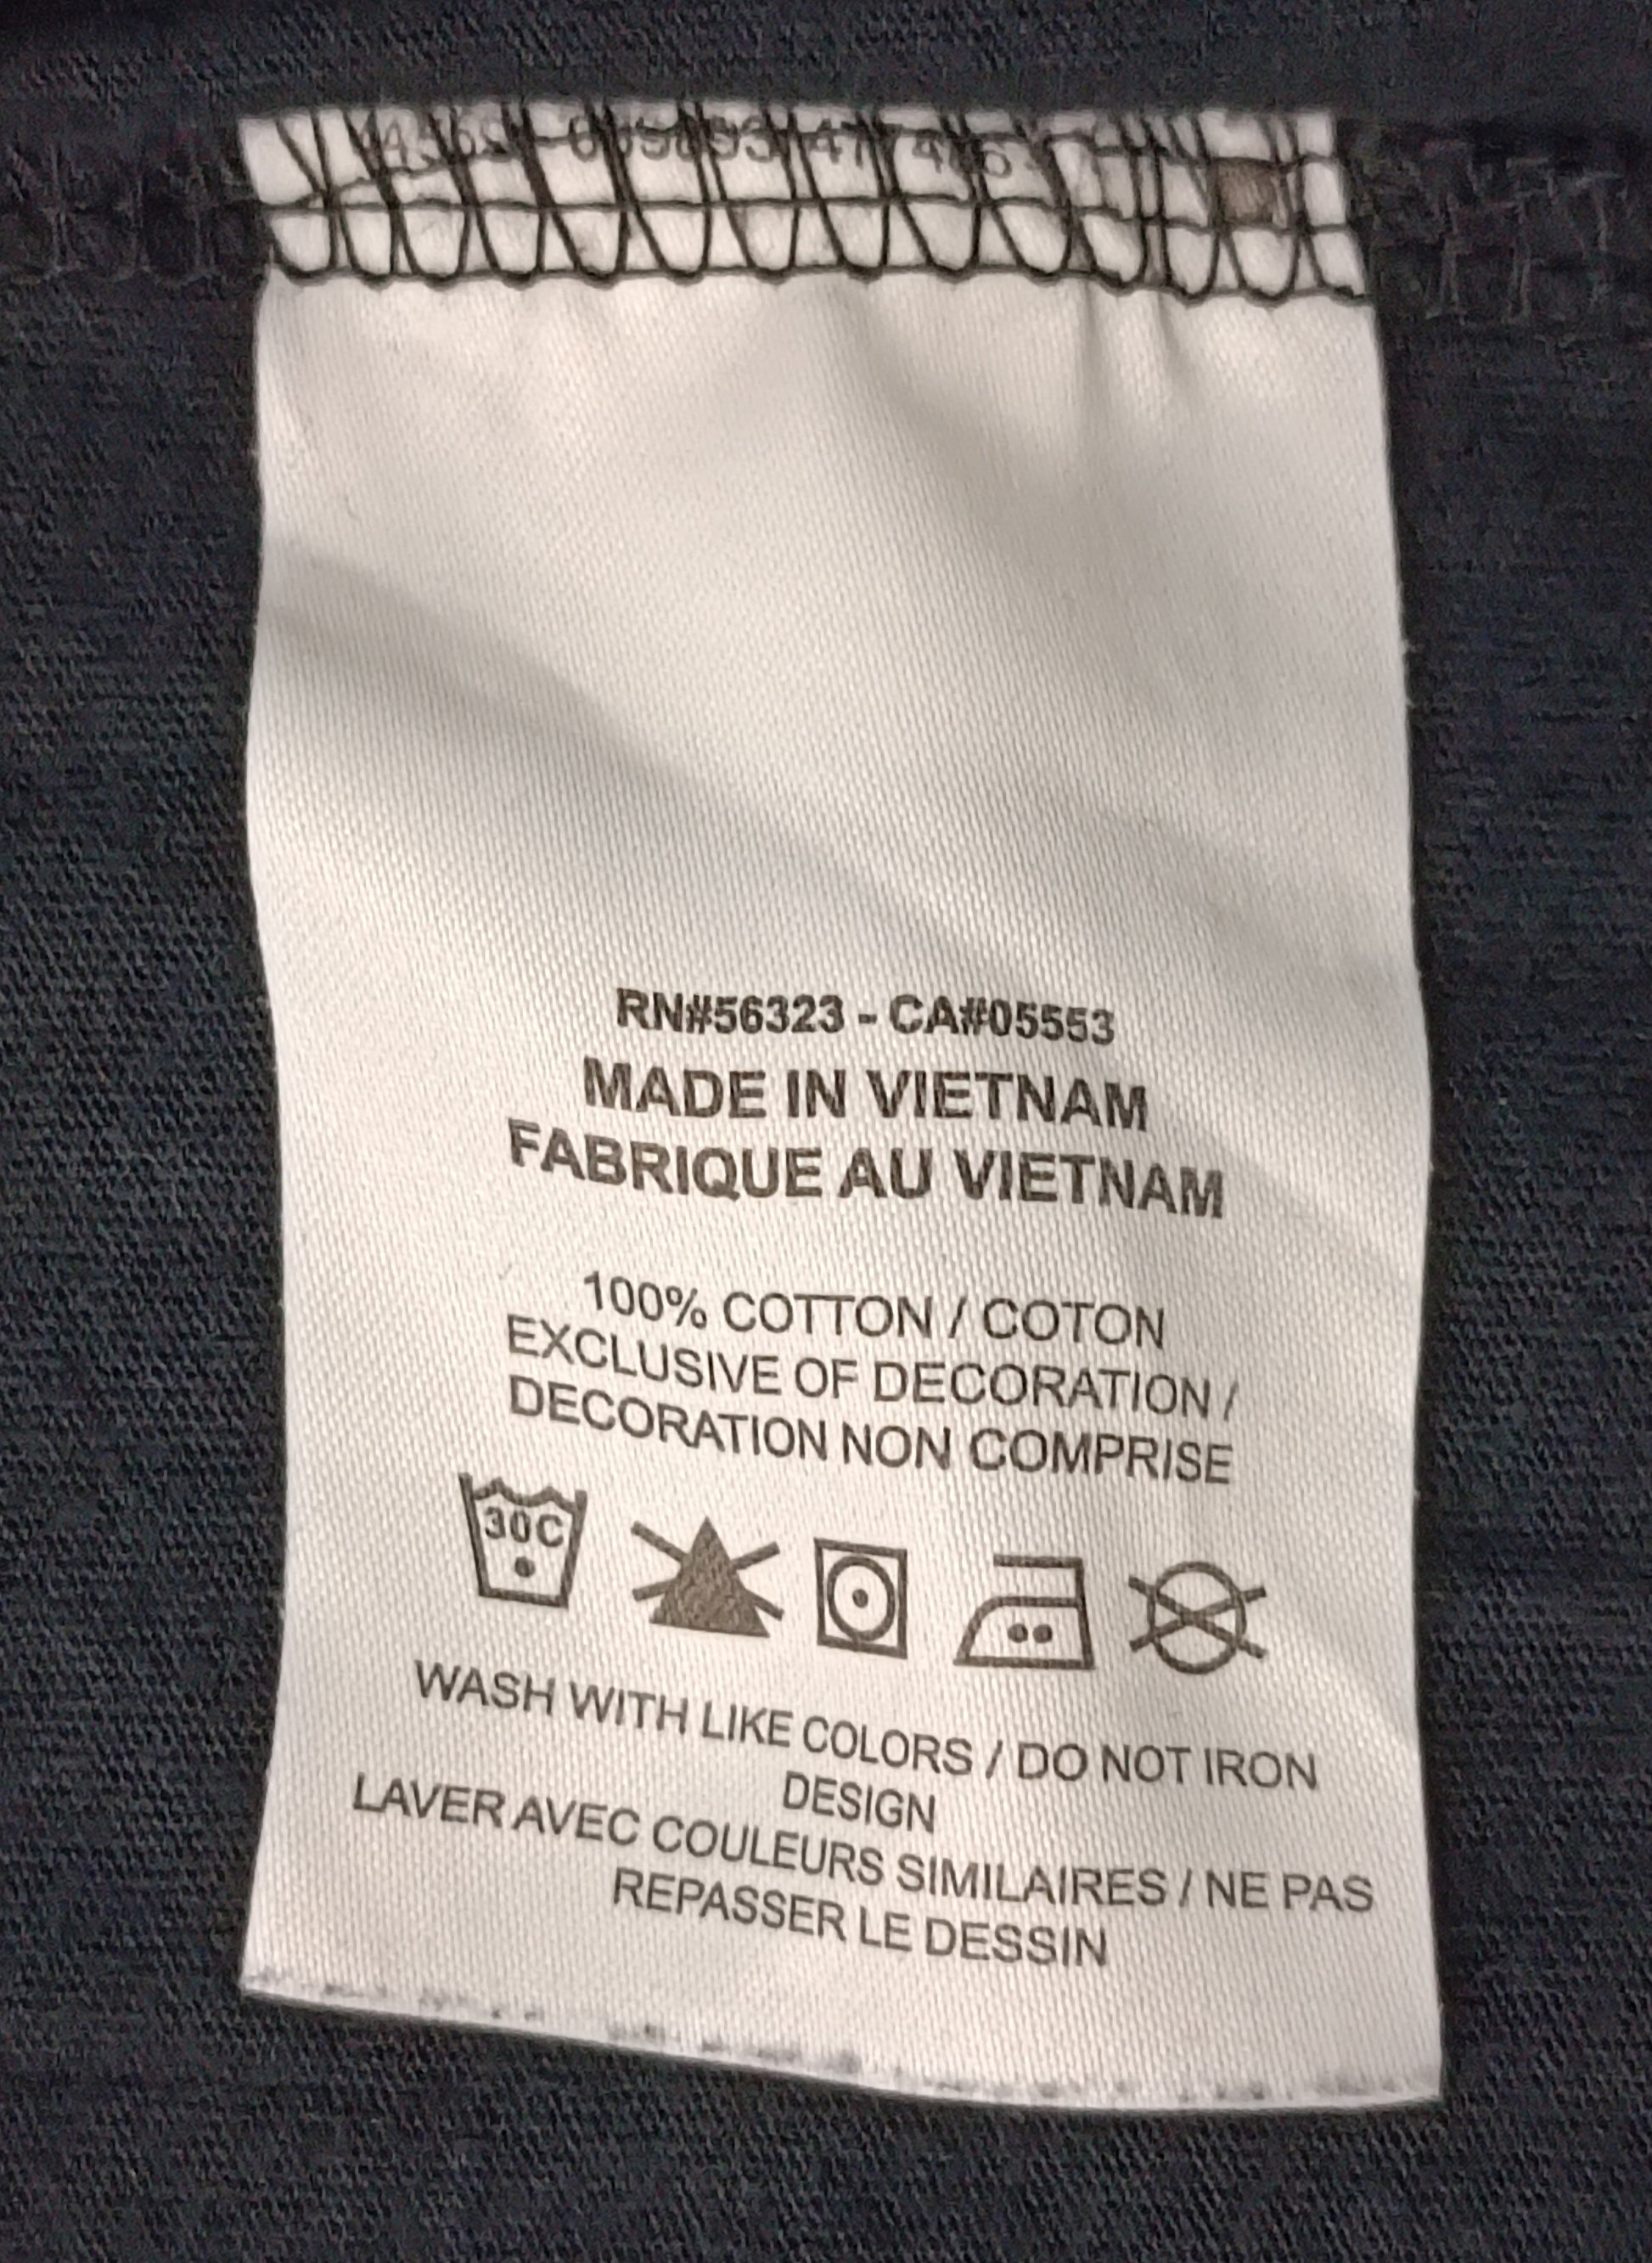 RN#56323 - CA#05553
MADE IN VIETNAM
FABRIQUE AU VIETNAM
100% COTTON / COTON
EXCLUSIVE OF DECORATION /
DECORATION NON COMPRISE
30C
WASH WITH LIKE COLORS / DO NOT IRON
DESIGN
LAVER AVEC COULEURS SIMILAIRES / NE PAS
REPASSER LE DESSIN